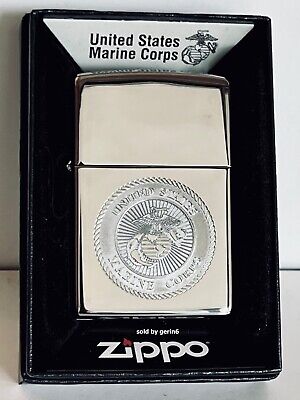 United States
Marine Corps
UNITED STATES
MARINE CORPS
sold by gerin6
zippo